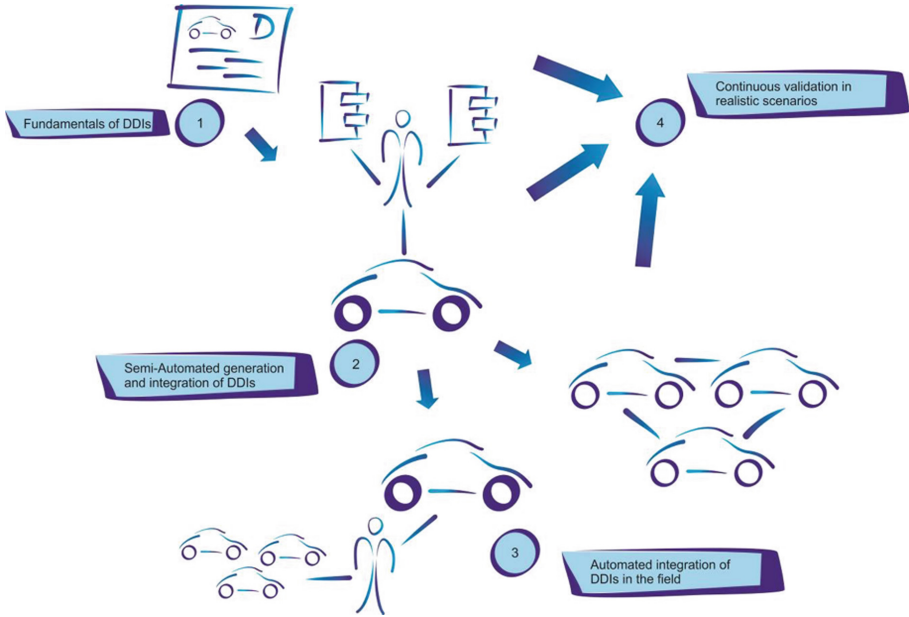 D
Fundamentals of DDIs
1
Continuous validation in
realistic scenarios
4
Semi-Automated generation
and integration of DDIs
2
3
Automated integration of
DDIs in the field